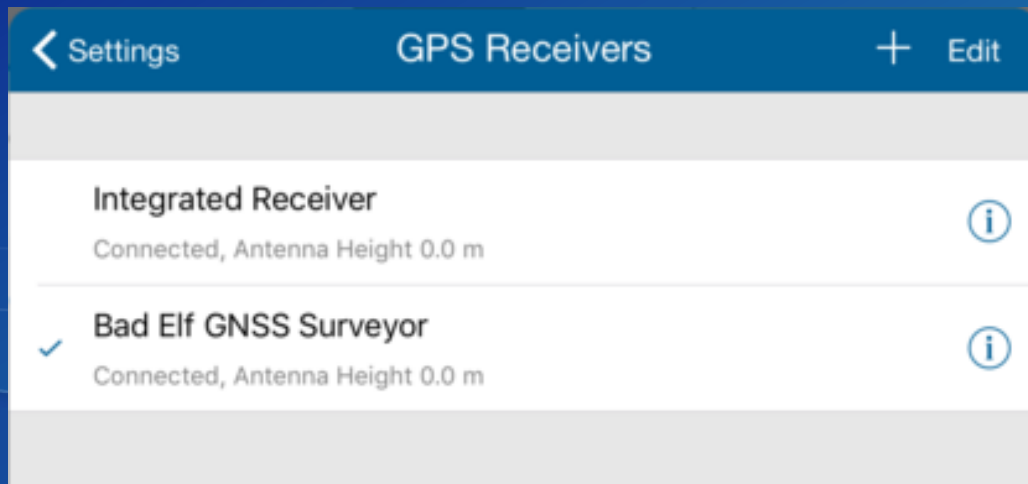 Settings GPS Receivers + Edit
Integrated Receiver
Connected, Antenna Height 0.0 m
Bad Elf GNSS Surveyor
Connected, Antenna Height 0.0 m